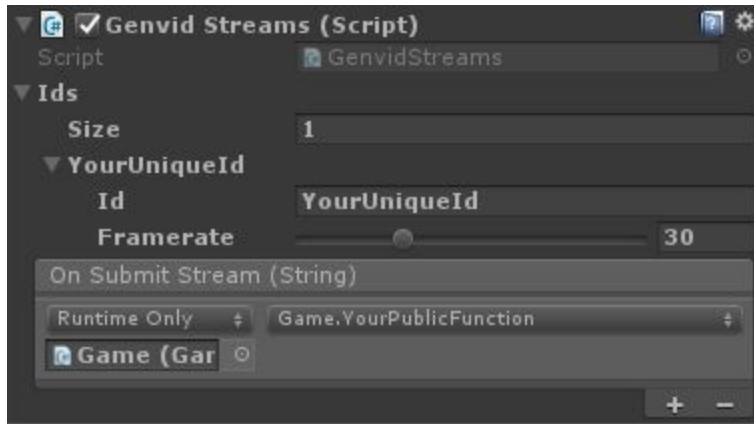 Genvid Streams (Script)
Script GenvidStreams
Ids
Size 1
YourUniqueId
Id YourUniqueId
Framerate 30
On Submit Stream (String)
Runtime Only Game.YourPublicFunction
Game (Gar
+ −